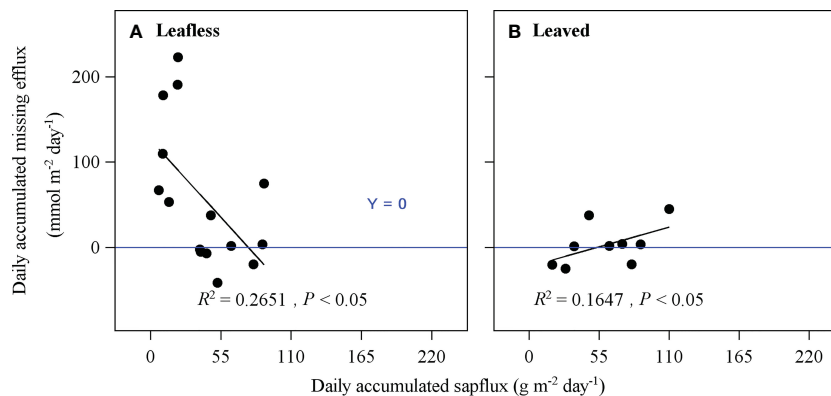 A Leafless
B Leaved
Daily accumulated missing efflux
(mmol m⁻² day⁻¹)
200
100
0
Y = 0
R² = 0.2651 , P < 0.05
R² = 0.1647 , P < 0.05
0 55 110 165 220
0 55 110 165 220
Daily accumulated sapflux (g m⁻² day⁻¹)